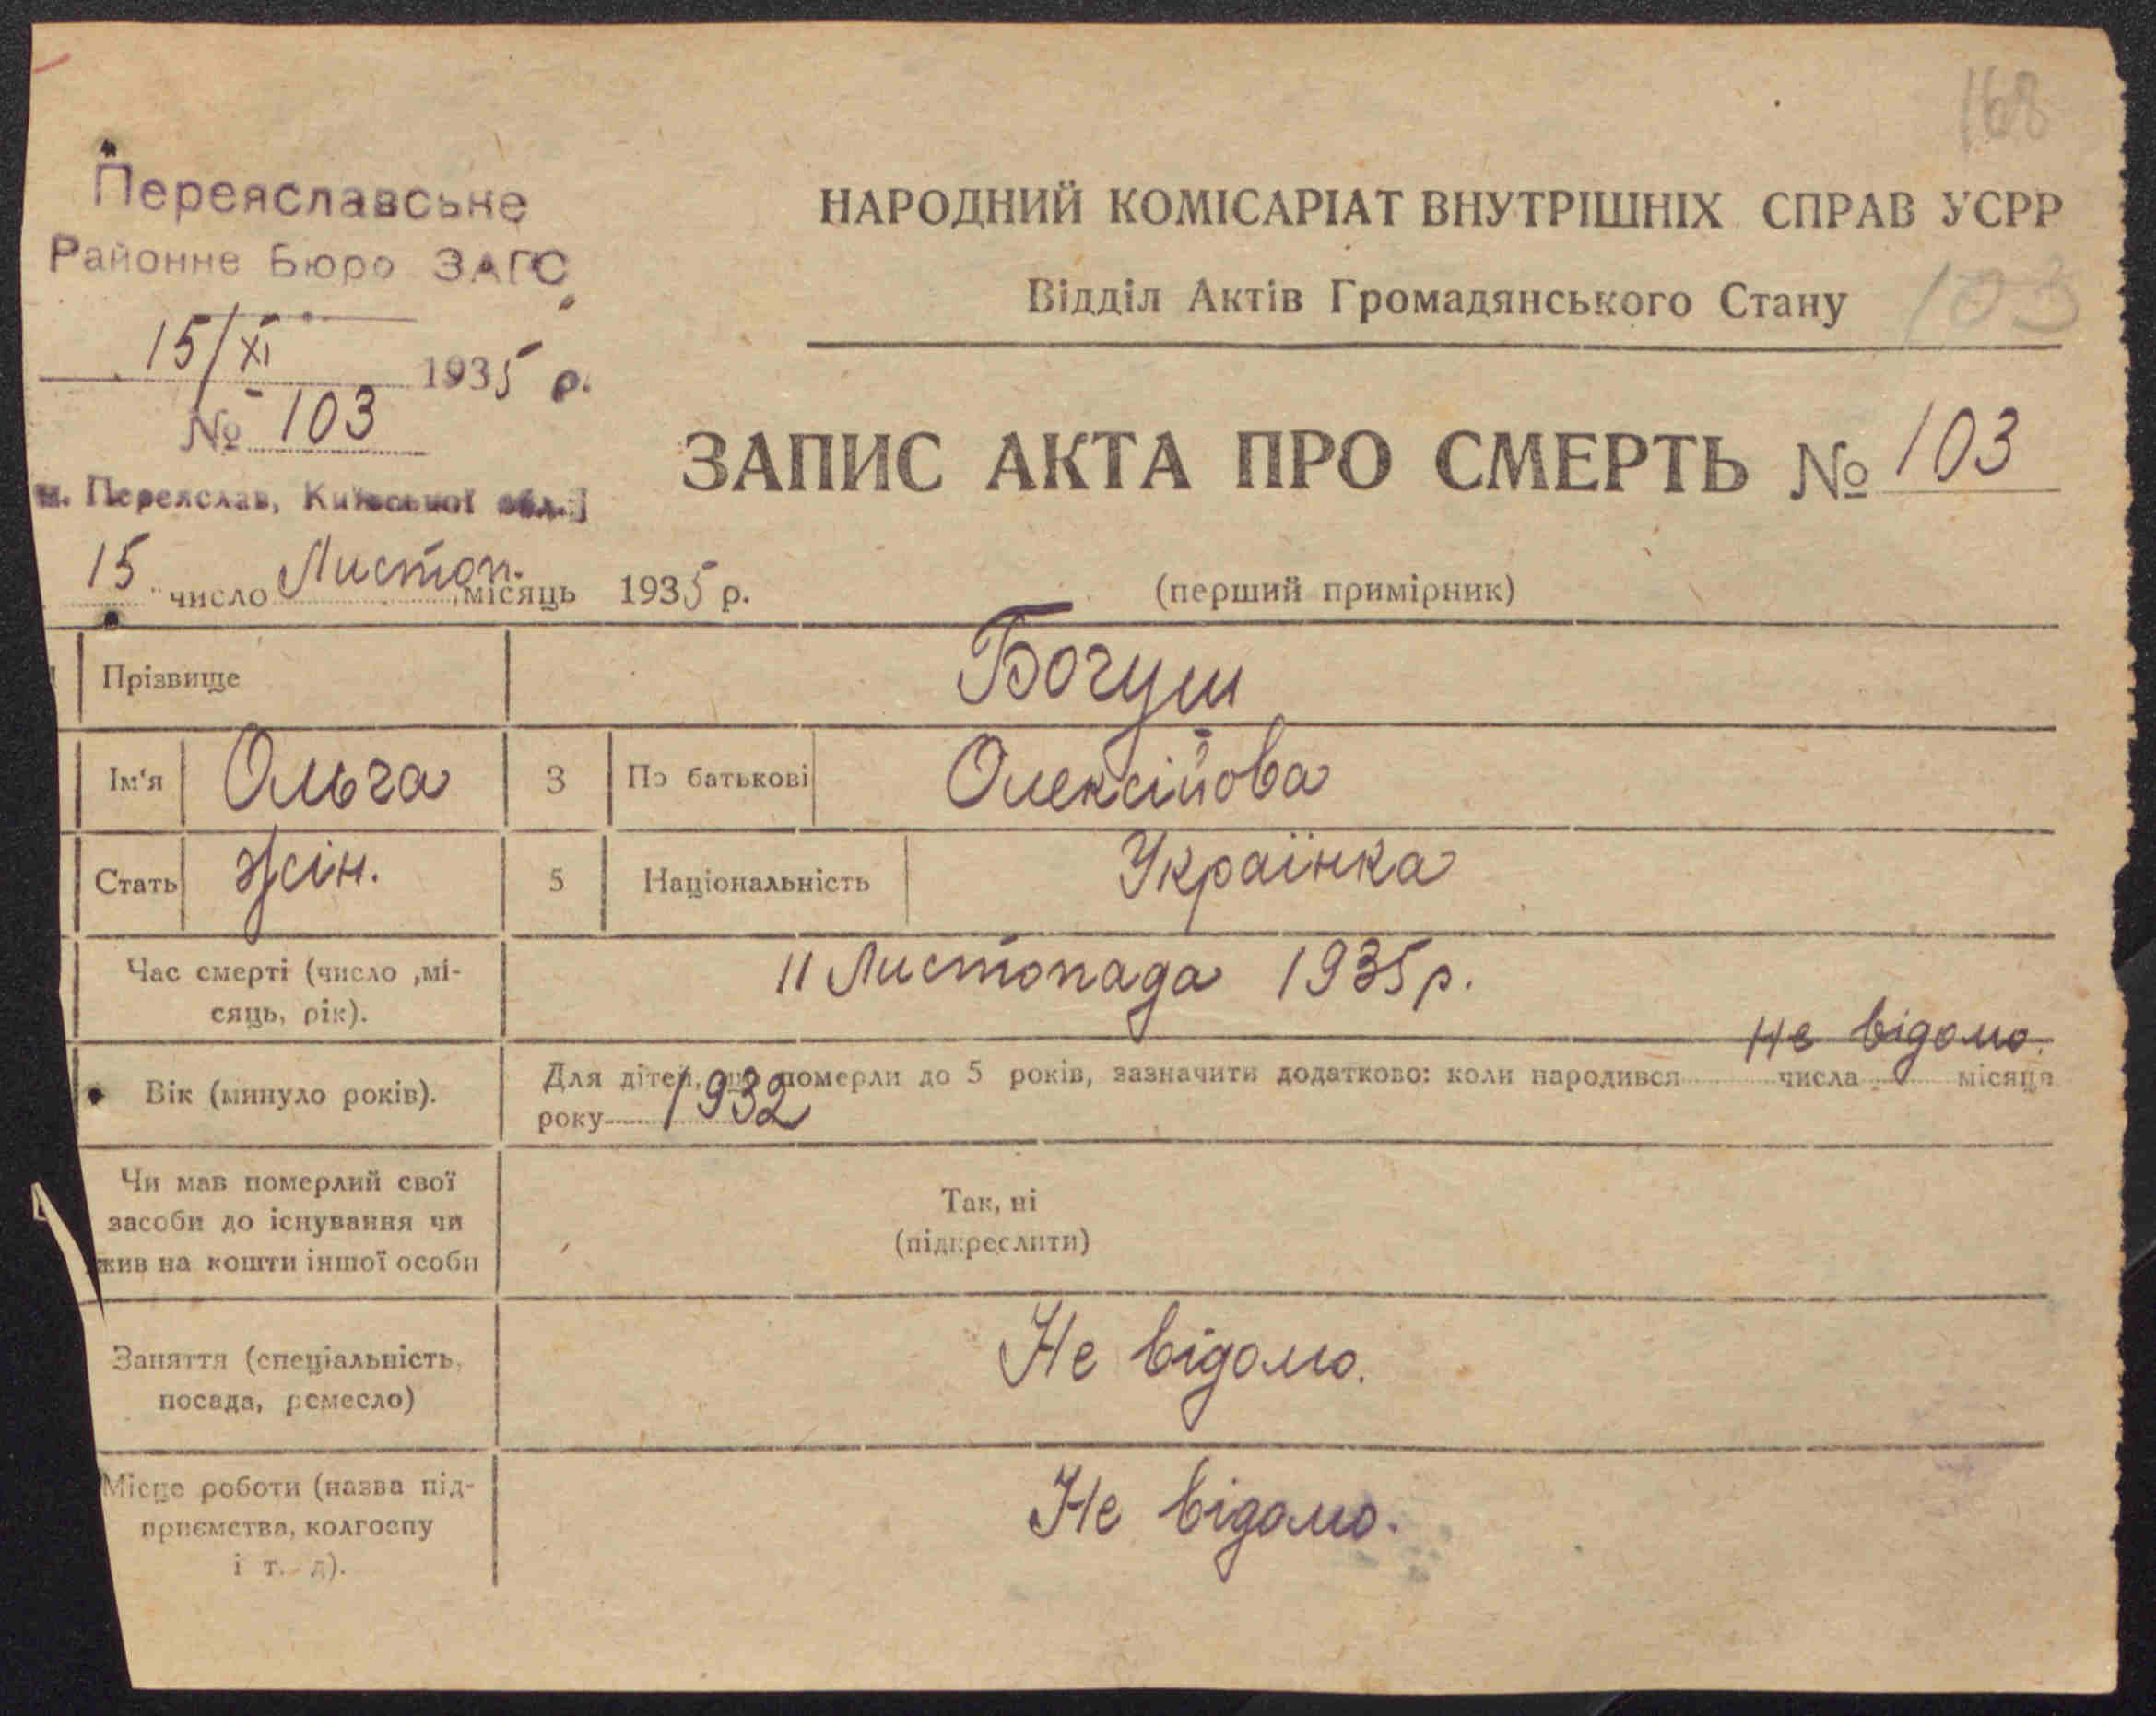 168
Переяславське
Районне Бюро ЗАГС
15/XI 1935 р.
№ 103
м. Переяслав, Київської обл.
НАРОДНИЙ КОМІСАРІАТ ВНУТРІШНІХ СПРАВ УСРР
Відділ Актів Громадянського Стану
103
ЗАПИС АКТА ПРО СМЕРТЬ № 103
15 число Листоп. місяць 1935 р.
(перший примірник)
Прізвище Богуш
Ім'я Ольга 3 По батькові Олексійова
Стать жін. 5 Національність Українка
Час смерті (число ,мі-
сяць, рік).
11 Листопада 1935 р.
Вік (минуло років).
Не відомо.
Для дітей, що померли до 5 років, зазначити додатково: коли народився числа місяця
року 1932
Чи мав померлий свої
засоби до існування чи
жив на кошти іншої особи
Так, ні
(підкреслити)
Заняття (спеціальність,
посада, ремесло)
Не відомо.
Місце роботи (назва під-
приємства, колгоспу
і т. д).
Не відомо.